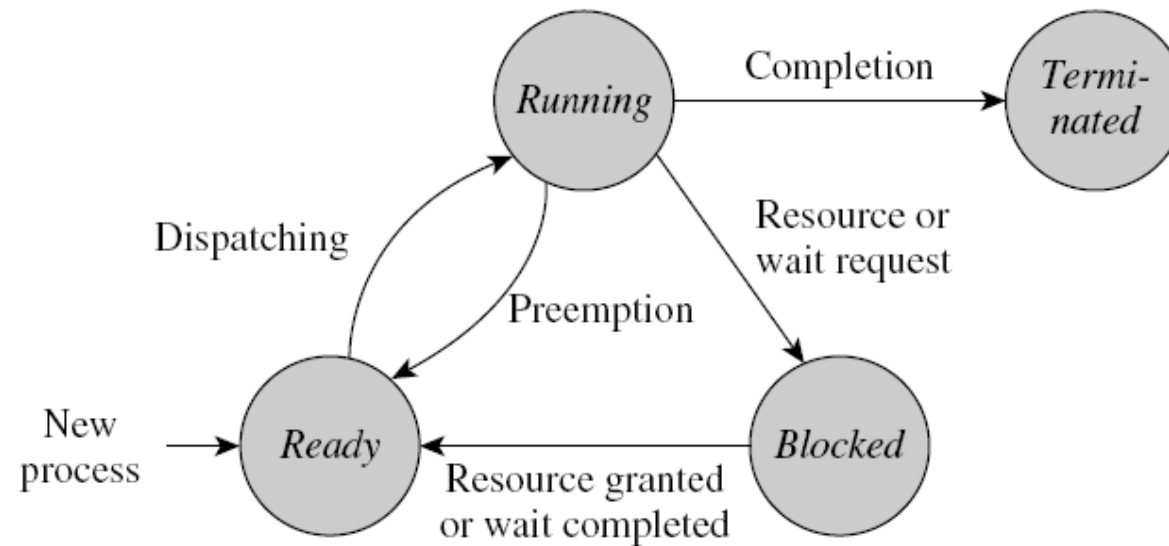 Running
Completion
Termi-
nated
Dispatching
Resource or
wait request
Preemption
New
process
Ready
Resource granted
or wait completed
Blocked